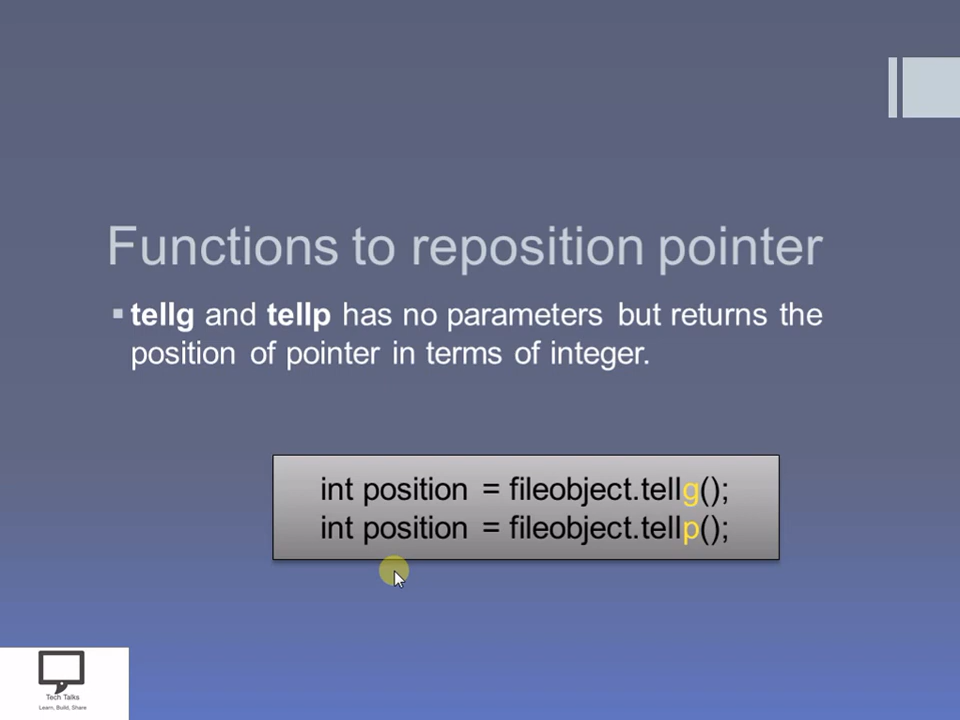 Functions to reposition pointer
▪ tellg and tellp has no parameters but returns the
position of pointer in terms of integer.
int position = fileobject.tellg();
int position = fileobject.tellp();
Tech Talks
Learn, Build, Share